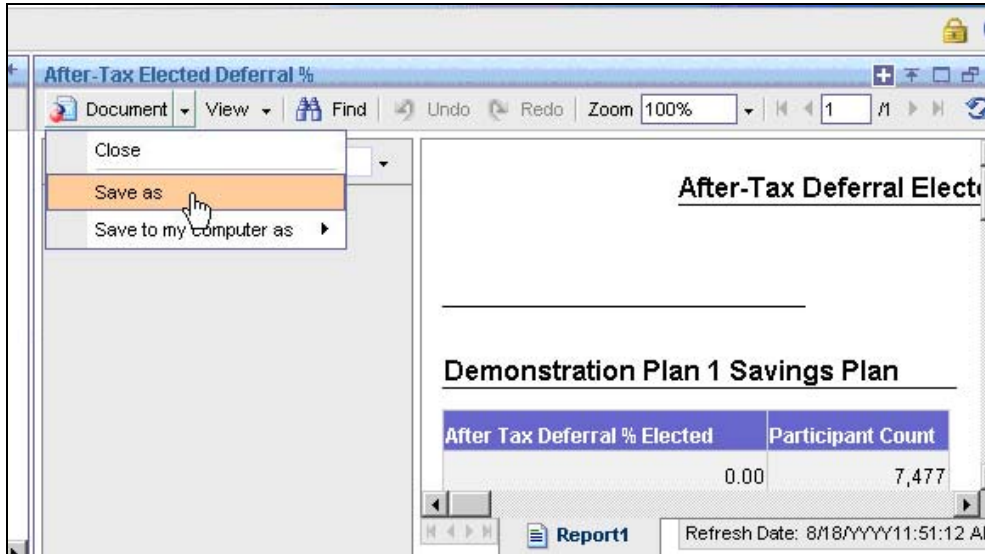 After-Tax Elected Deferral %
Document View Find Undo Redo Zoom 100% 1 /1
Close
Save as
Save to my computer as
After-Tax Deferral Elect
Demonstration Plan 1 Savings Plan
After Tax Deferral % Elected Participant Count
0.00 7,477
Report1 Refresh Date: 8/18/YYYY11:51:12 A